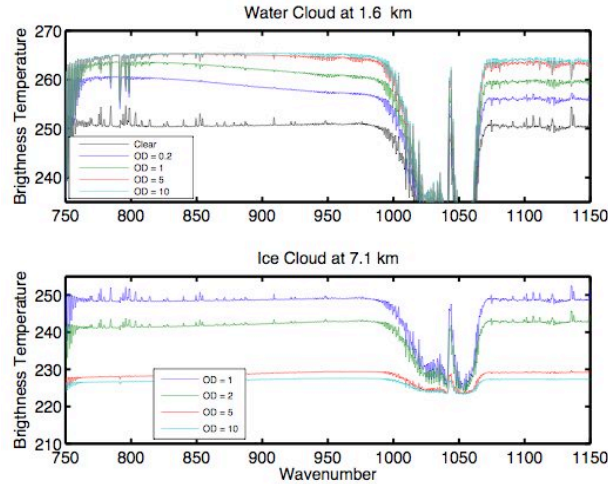 Water Cloud at 1.6 km
Brigthness Temperature
270
260
250
240
Clear
OD = 0.2
OD = 1
OD = 5
OD = 10
750 800 850 900 950 1000 1050 1100 1150
Ice Cloud at 7.1 km
Brigthness Temperature
250
240
230
220
210
OD = 1
OD = 2
OD = 5
OD = 10
750 800 850 900 950 1000 1050 1100 1150
Wavenumber